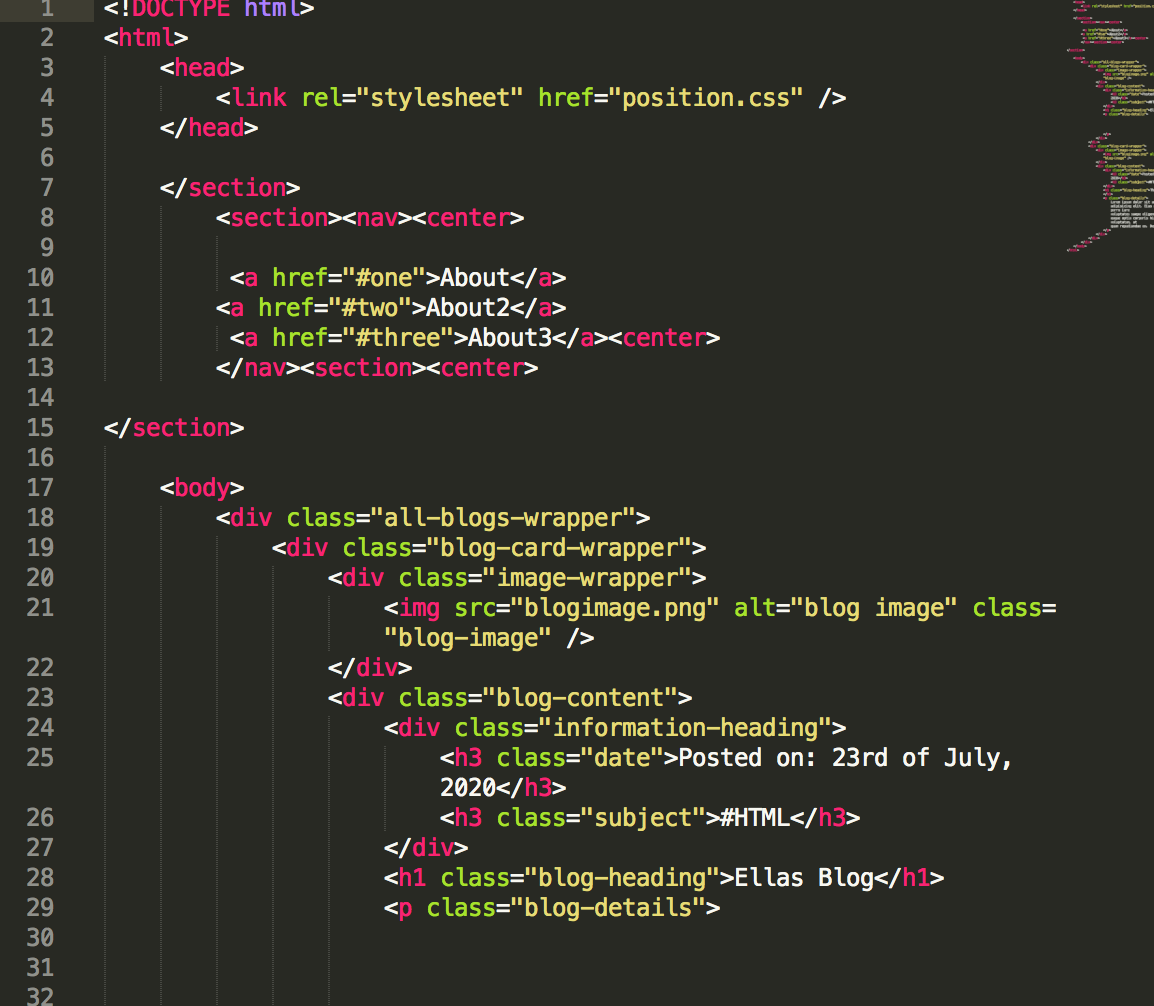 1 <!DOCTYPE html>
2 <html>
3 <head>
4 <link rel="stylesheet" href="position.css" />
5 </head>
6
7 </section>
8 <section><nav><center>
9
10 <a href="#one">About</a>
11 <a href="#two">About2</a>
12 <a href="#three">About3</a><center>
13 </nav><section><center>
14
15 </section>
16
17 <body>
18 <div class="all-blogs-wrapper">
19 <div class="blog-card-wrapper">
20 <div class="image-wrapper">
21 <img src="blogimage.png" alt="blog image" class=
"blog-image" />
22 </div>
23 <div class="blog-content">
24 <div class="information-heading">
25 <h3 class="date">Posted on: 23rd of July,
2020</h3>
26 <h3 class="subject">#HTML</h3>
27 </div>
28 <h1 class="blog-heading">Ellas Blog</h1>
29 <p class="blog-details">
30
31
32